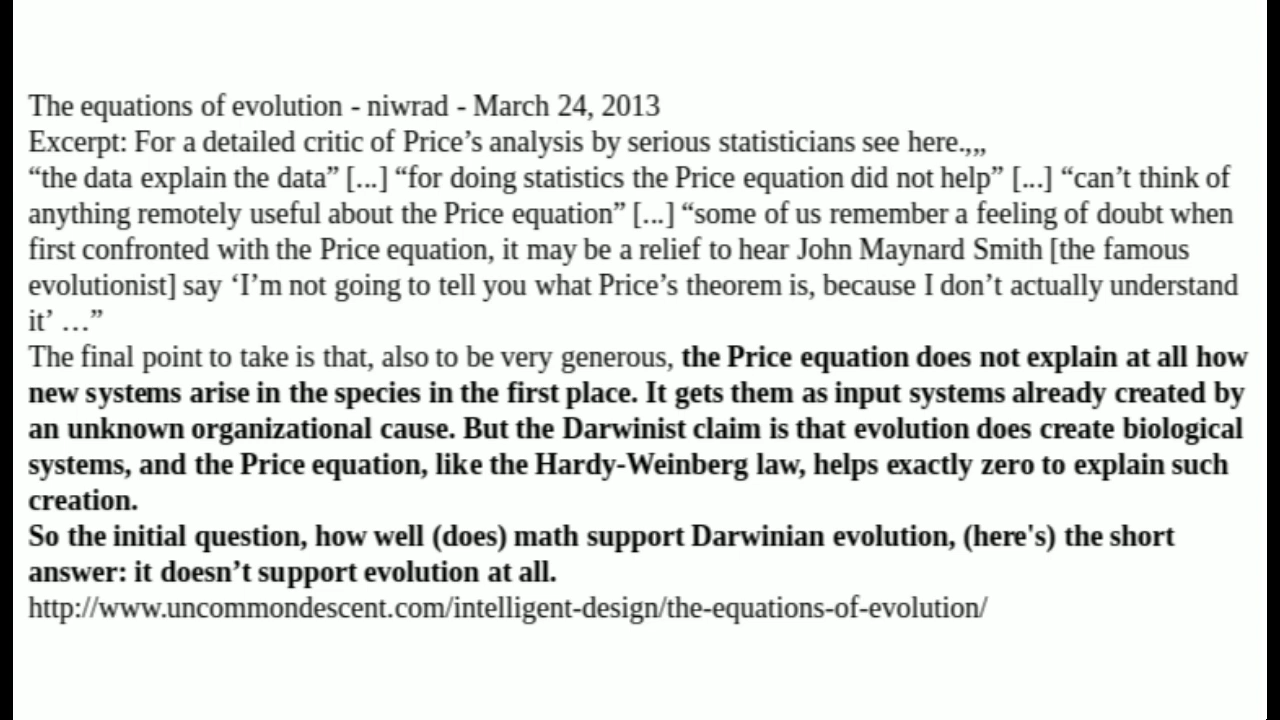 The equations of evolution - niwrad - March 24, 2013
Excerpt: For a detailed critic of Price’s analysis by serious statisticians see here.,,,
“the data explain the data” [...] “for doing statistics the Price equation did not help” [...] “can’t think of
anything remotely useful about the Price equation” [...] “some of us remember a feeling of doubt when
first confronted with the Price equation, it may be a relief to hear John Maynard Smith [the famous
evolutionist] say ‘I’m not going to tell you what Price’s theorem is, because I don’t actually understand
it’ …”
The final point to take is that, also to be very generous, the Price equation does not explain at all how
new systems arise in the species in the first place. It gets them as input systems already created by
an unknown organizational cause. But the Darwinist claim is that evolution does create biological
systems, and the Price equation, like the Hardy-Weinberg law, helps exactly zero to explain such
creation.
So the initial question, how well (does) math support Darwinian evolution, (here's) the short
answer: it doesn’t support evolution at all.
http://www.uncommondescent.com/intelligent-design/the-equations-of-evolution/